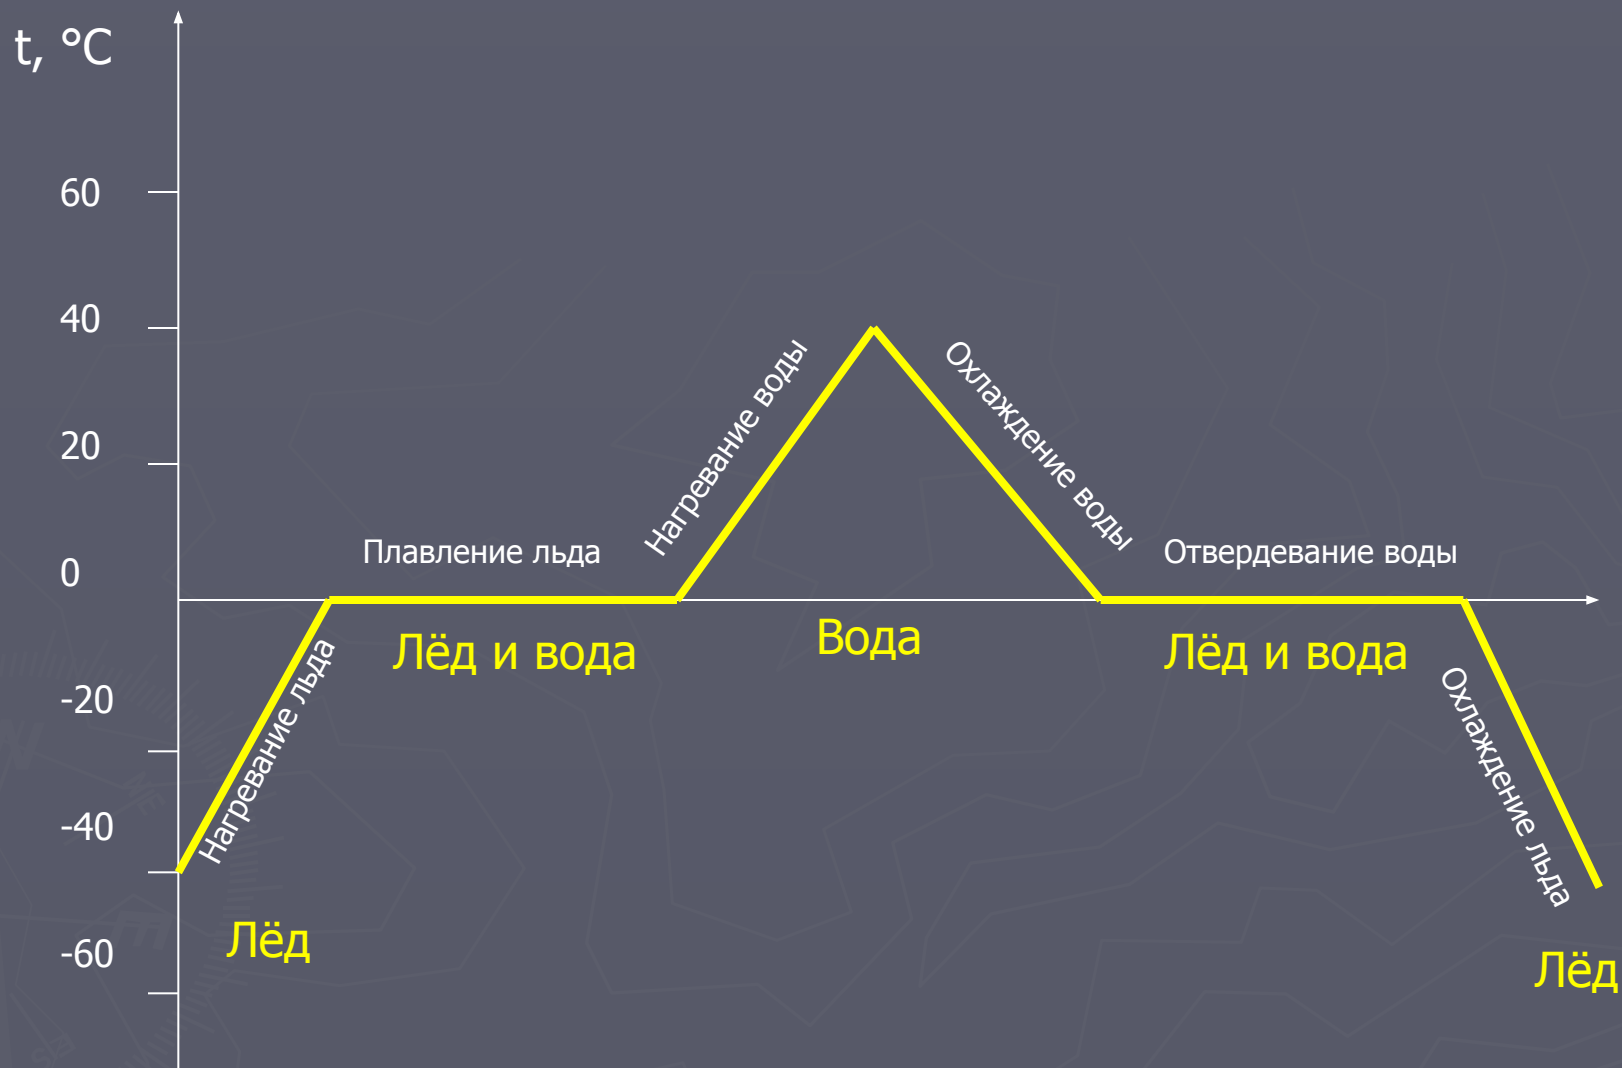 t, °C
60
40
20
0
-20
-40
-60
Нагревание льда
Плавление льда
Нагревание воды
Охлаждение воды
Отвердевание воды
Охлаждение льда
Лёд
Лёд и вода
Вода
Лёд и вода
Лёд
N
NE
E